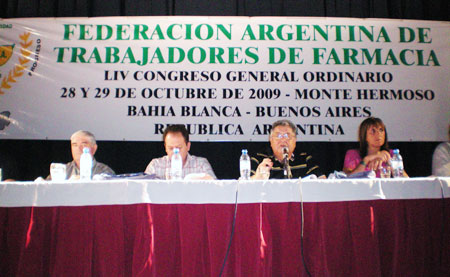 FEDERACION ARGENTINA DE
TRABAJADORES DE FARMACIA
LIV CONGRESO GENERAL ORDINARIO
28 Y 29 DE OCTUBRE DE 2009 - MONTE HERMOSO
BAHIA BLANCA - BUENOS AIRES
REPUBLICA ARGENTINA